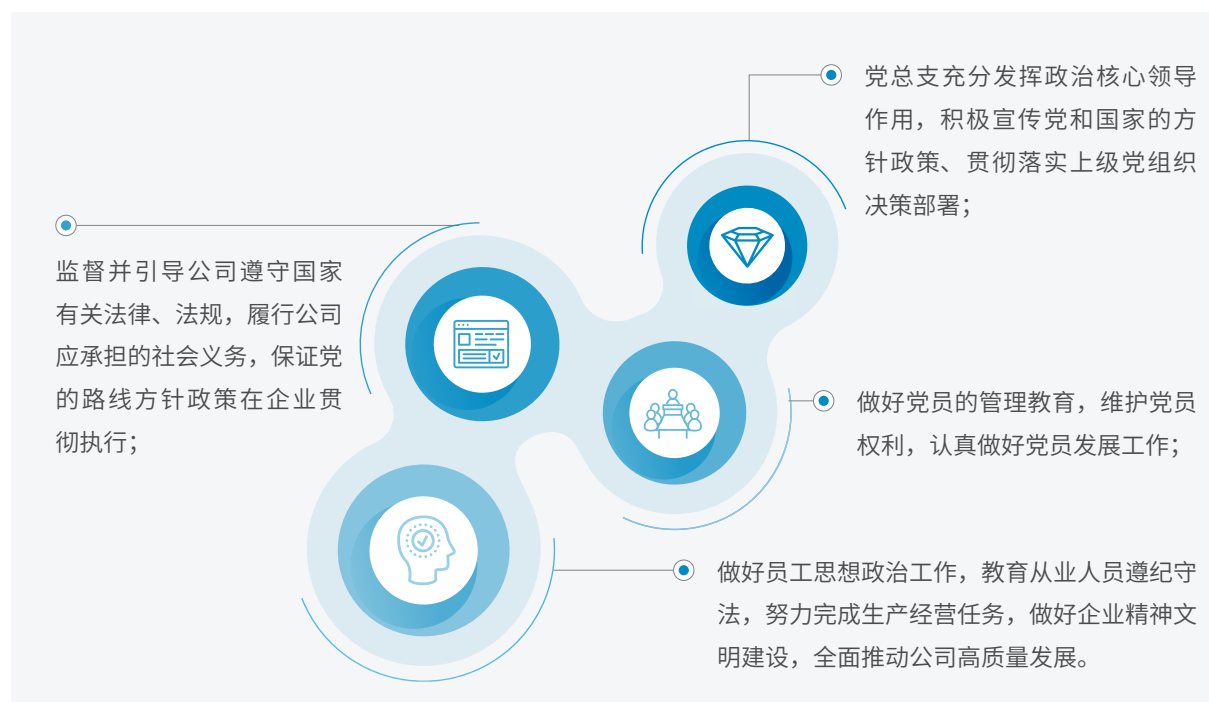 党总支充分发挥政治核心领导
作用，积极宣传党和国家的方
针政策、贯彻落实上级党组织
决策部署；
监督并引导公司遵守国家
有关法律、法规，履行公司
应承担的社会义务，保证党
的路线方针政策在企业贯
彻执行；
做好党员的管理教育，维护党员
权利，认真做好党员发展工作；
做好员工思想政治工作，教育从业人员遵纪守
法，努力完成生产经营任务，做好企业精神文
明建设，全面推动公司高质量发展。